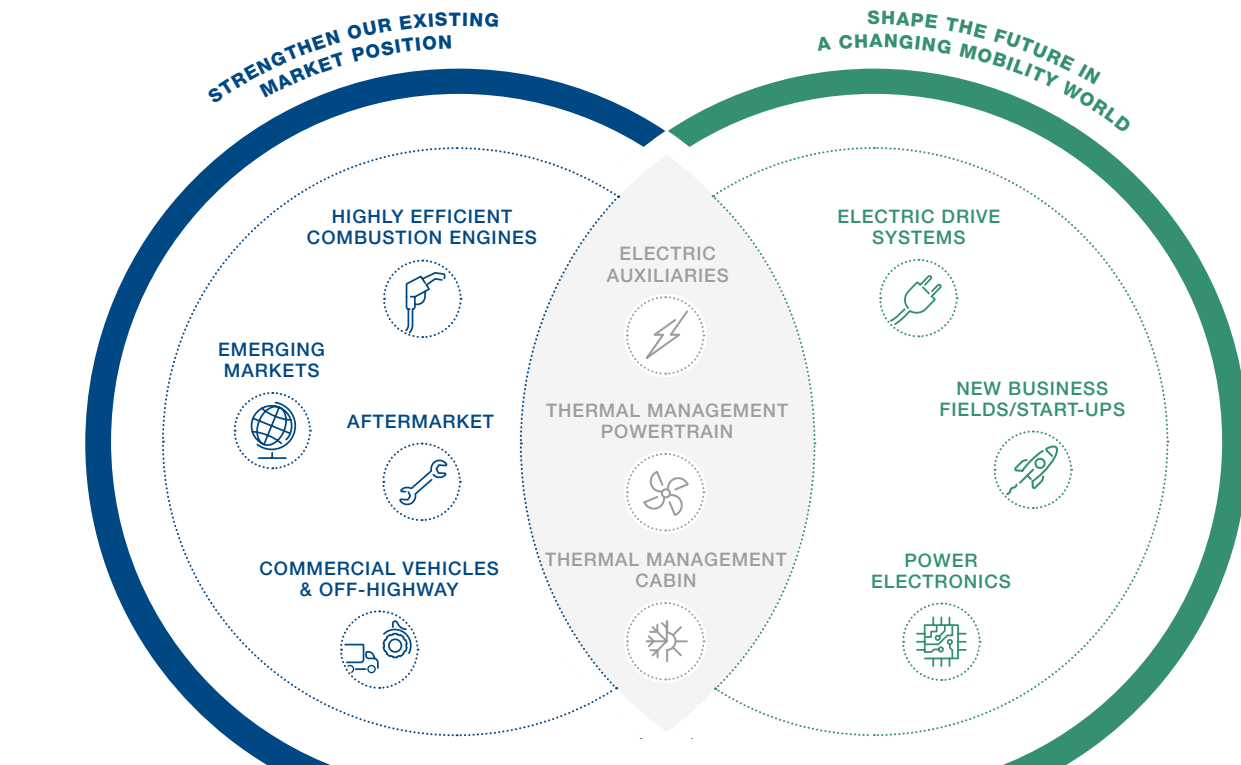 STRENGTHEN OUR EXISTING
MARKET POSITION
SHAPE THE FUTURE IN
A CHANGING MOBILITY WORLD
HIGHLY EFFICIENT
COMBUSTION ENGINES
EMERGING
MARKETS
AFTERMARKET
COMMERCIAL VEHICLES
& OFF-HIGHWAY
ELECTRIC
AUXILIARIES
THERMAL MANAGEMENT
POWERTRAIN
THERMAL MANAGEMENT
CABIN
ELECTRIC DRIVE
SYSTEMS
NEW BUSINESS
FIELDS/START-UPS
POWER
ELECTRONICS